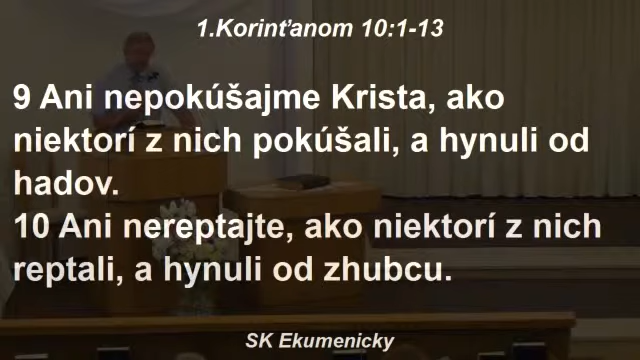 1.Korinťanom 10:1-13
9 Ani nepokúšajme Krista, ako
niektorí z nich pokúšali, a hynuli od
hadov.
10 Ani nereptajte, ako niektorí z nich
reptali, a hynuli od zhubcu.
SK Ekumenicky